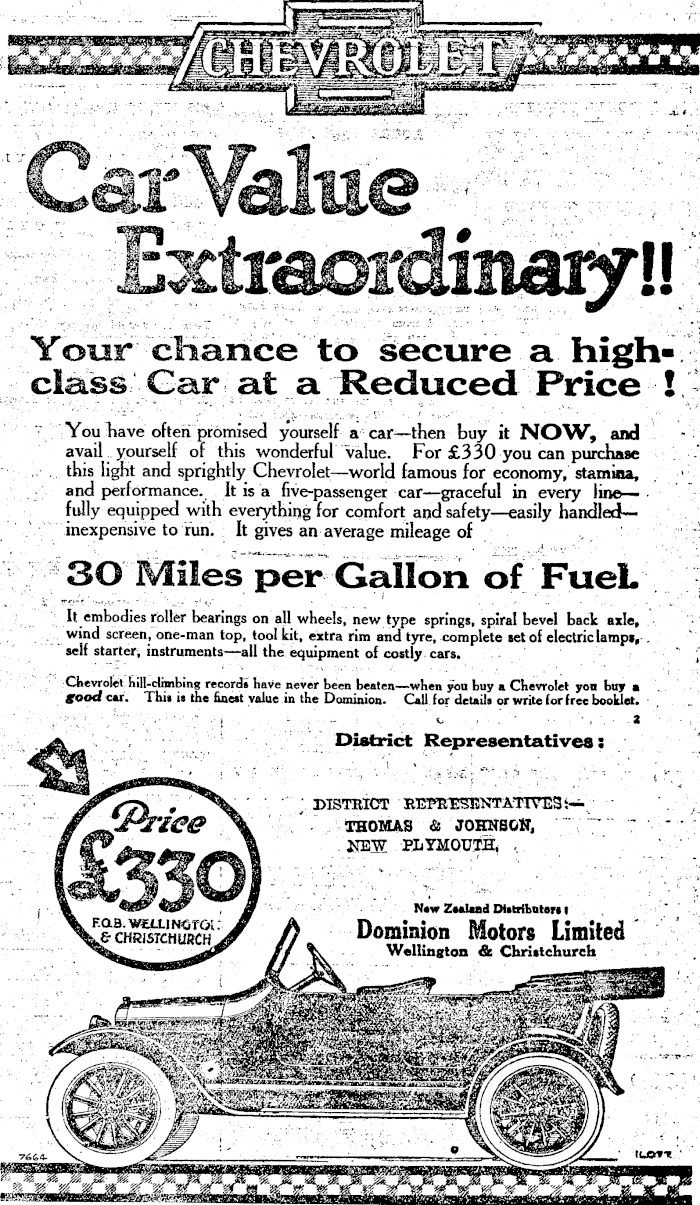 CHEVROLET
Car Value
Extraordinary!!
Your chance to secure a high-
class Car at a Reduced Price !
You have often promised yourself a car—then buy it NOW, and
avail yourself of this wonderful value. For £330 you can purchase
this light and sprightly Chevrolet—world famous for economy, stamina,
and performance. It is a five-passenger car—graceful in every line—
fully equipped with everything for comfort and safety—easily handled—
inexpensive to run. It gives an average mileage of
30 Miles per Gallon of Fuel.
It embodies roller bearings on all wheels, new type springs, spiral bevel back axle,
wind screen, one-man top, tool kit, extra rim and tyre, complete set of electric lamps,
self starter, instruments—all the equipment of costly cars.
Chevrolet hill-climbing records have never been beaten—when you buy a Chevrolet you buy a
good car. This is the finest value in the Dominion. Call for details or write for free booklet.
2
District Representatives:
DISTRICT REPRESENTATIVES:—
THOMAS & JOHNSON,
NEW PLYMOUTH,
Price
£330
F.O.B. WELLINGTON
& CHRISTCHURCH
New Zealand Distributors:
Dominion Motors Limited
Wellington & Christchurch
7664
ILOTT